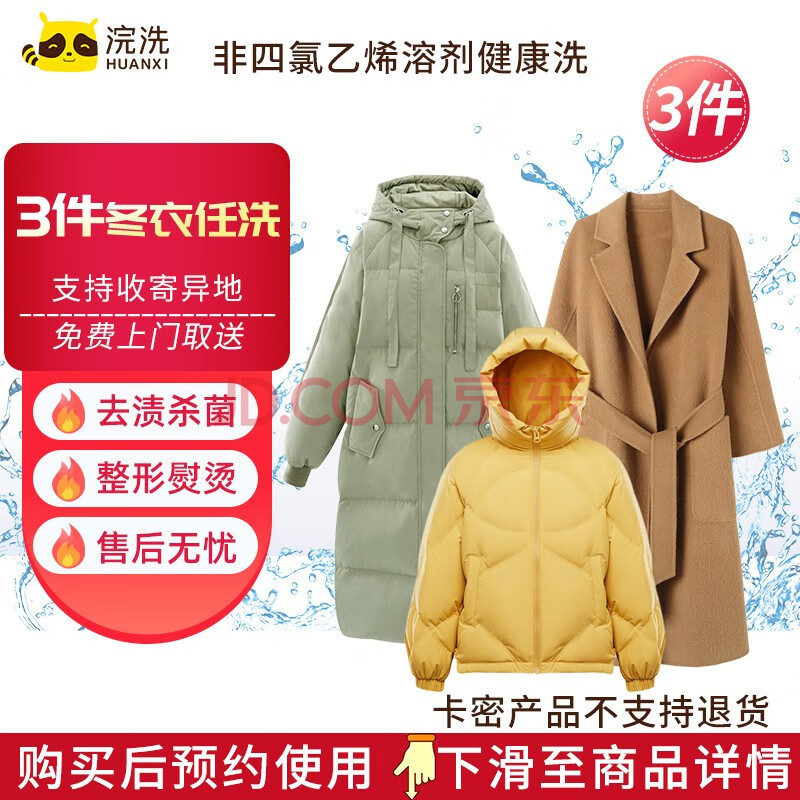 浣洗
HUANXI
非四氯乙烯溶剂健康洗
3件
3件冬衣任洗
支持收寄异地
免费上门取送
去渍杀菌
整形熨烫
售后无忧
JD.COM 京东
卡密产品不支持退货
购买后预约使用 下滑至商品详情